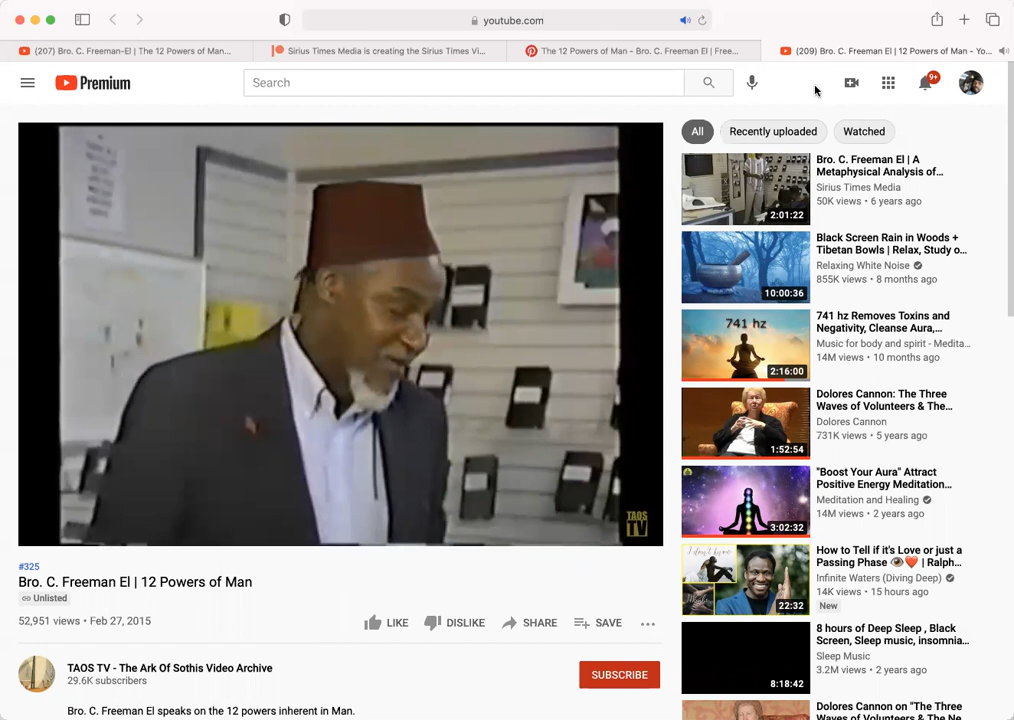 youtube.com
(207) Bro. C. Freeman-El | The 12 Powers of Man...
Sirius Times Media is creating the Sirius Times Vi...
The 12 Powers of Man - Bro. C. Freeman El | Free...
(209) Bro. C. Freeman El | 12 Powers of Man - Yo...
Premium
Search
9+
All
Recently uploaded
Watched
Bro. C. Freeman El | A
Metaphysical Analysis of...
Sirius Times Media
50K views • 6 years ago
2:01:22
Black Screen Rain in Woods +
Tibetan Bowls | Relax, Study o...
Relaxing White Noise
855K views • 8 months ago
10:00:36
741 hz
741 hz Removes Toxins and
Negativity, Cleanse Aura,...
Music for body and spirit - Medita...
14M views • 10 months ago
2:16:00
Dolores Cannon: The Three
Waves of Volunteers & The...
Dolores Cannon
731K views • 5 years ago
1:52:54
"Boost Your Aura" Attract
Positive Energy Meditation...
Meditation and Healing
14M views • 2 years ago
3:02:32
How to Tell if it's Love or just a
Passing Phase 👁️❤️ | Ralph...
Infinite Waters (Diving Deep)
14K views • 15 hours ago
New
22:32
8 hours of Deep Sleep , Black
Screen, Sleep music, insomnia...
Sleep Music
3.2M views • 2 years ago
8:18:42
Dolores Cannon on "The Three
Waves of Volunteers & The Ne
TAOS
TV
#325
Bro. C. Freeman El | 12 Powers of Man
Unlisted
52,951 views • Feb 27, 2015
LIKE
DISLIKE
SHARE
SAVE
TAOS TV - The Ark Of Sothis Video Archive
29.6K subscribers
SUBSCRIBE
Bro. C. Freeman El speaks on the 12 powers inherent in Man.